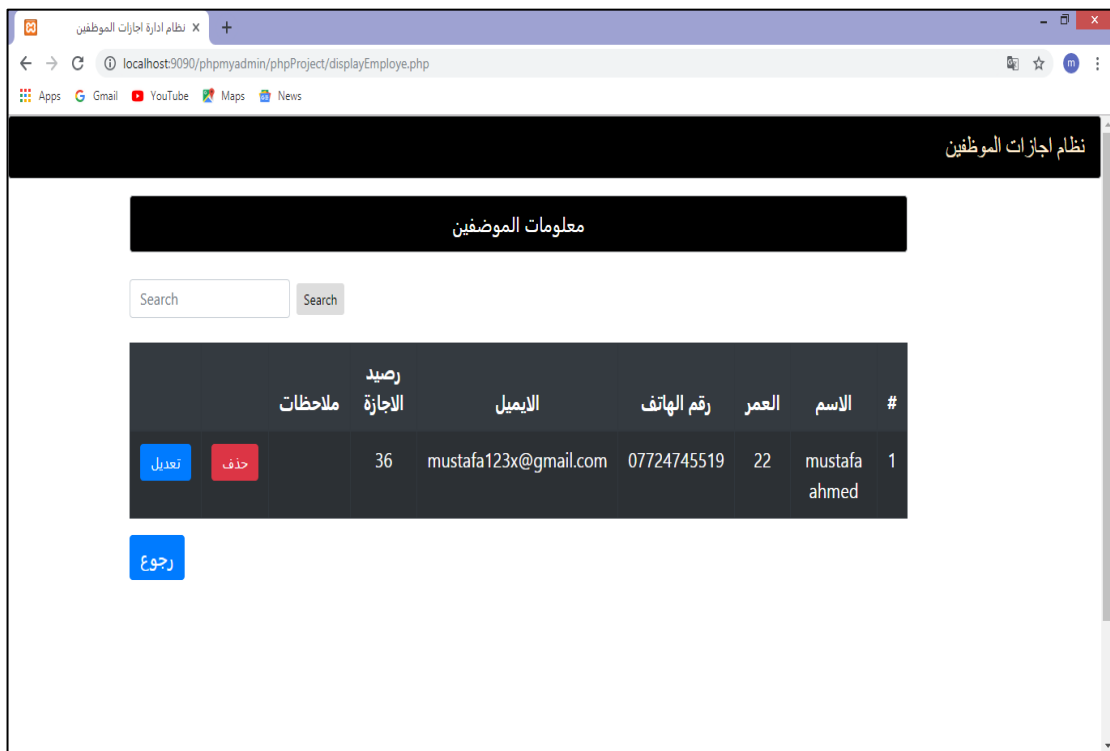 نظام ادارة اجازات الموظفين
localhost:9090/phpmyadmin/phpProject/displayEmploye.php
m
Apps Gmail YouTube Maps News
نظام اجازات الموظفين
معلومات الموضفين
Search Search
# الاسم العمر رقم الهاتف الايميل رصيد الاجازة ملاحظات
1 mustafa ahmed 22 07724745519 mustafa123x@gmail.com 36 حذف تعديل
رجوع